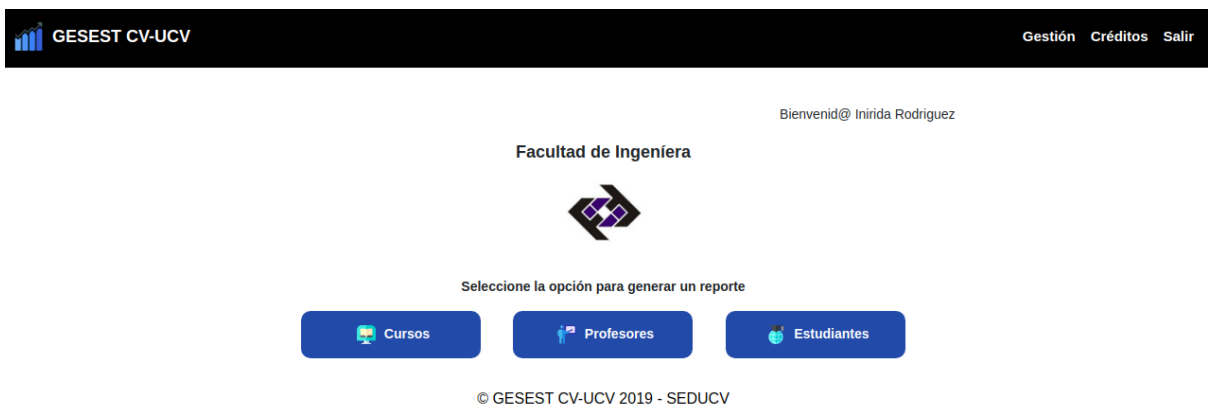 GESEST CV-UCV Gestión Créditos Salir
Bienvenid@ Inirida Rodriguez
Facultad de Ingeníera
Seleccione la opción para generar un reporte
Cursos Profesores Estudiantes
© GESEST CV-UCV 2019 - SEDUCV